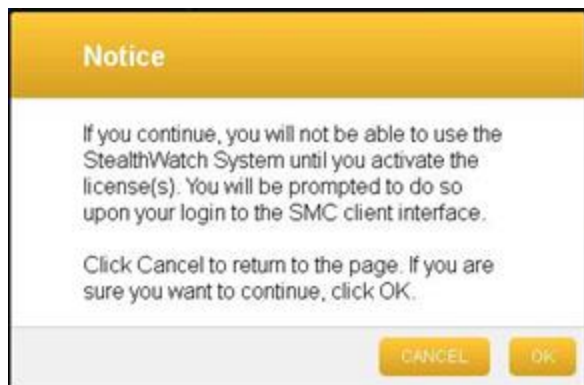 Notice
If you continue, you will not be able to use the
StealthWatch System until you activate the
license(s). You will be prompted to do so
upon your login to the SMC client interface.
Click Cancel to return to the page. If you are
sure you want to continue, click OK.
CANCEL OK